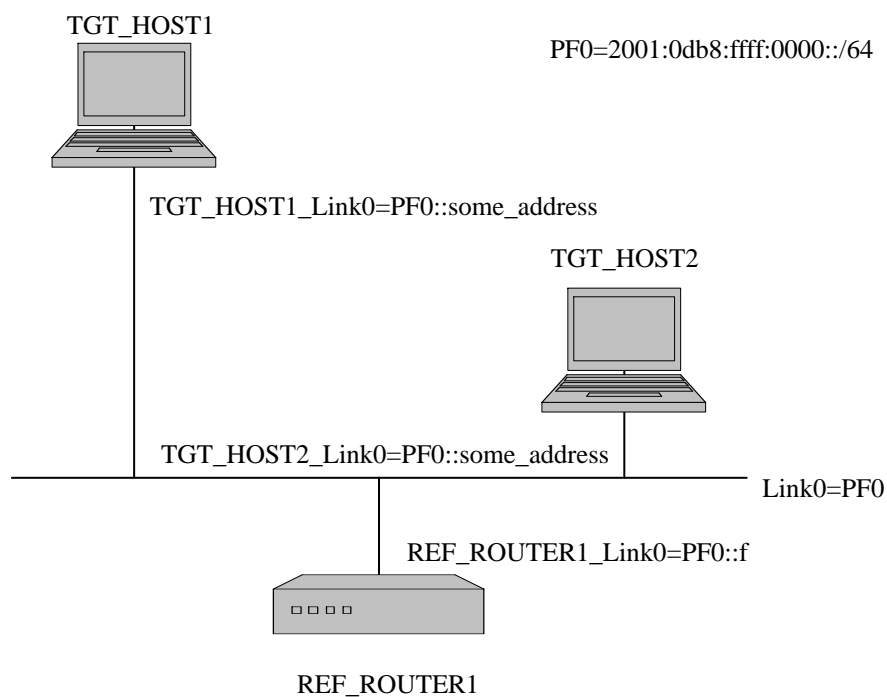 TGT_HOST1
PF0=2001:0db8:ffff:0000::/64
TGT_HOST1_Link0=PF0::some_address
TGT_HOST2
TGT_HOST2_Link0=PF0::some_address
Link0=PF0
REF_ROUTER1_Link0=PF0::f
REF_ROUTER1